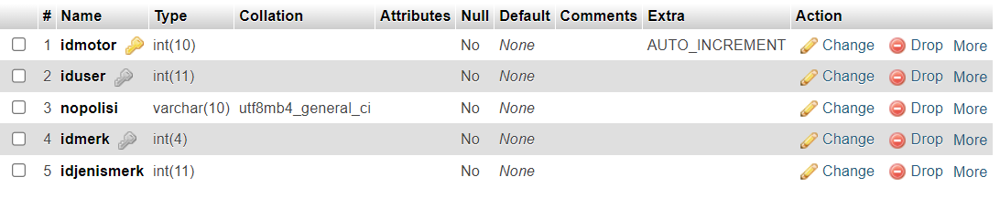 # Name Type Collation Attributes Null Default Comments Extra Action
1 idmotor int(10) No None AUTO_INCREMENT Change Drop More
2 iduser int(11) No None Change Drop More
3 nopolisi varchar(10) utf8mb4_general_ci No None Change Drop More
4 idmerk int(4) No None Change Drop More
5 idjenismerk int(11) No None Change Drop More